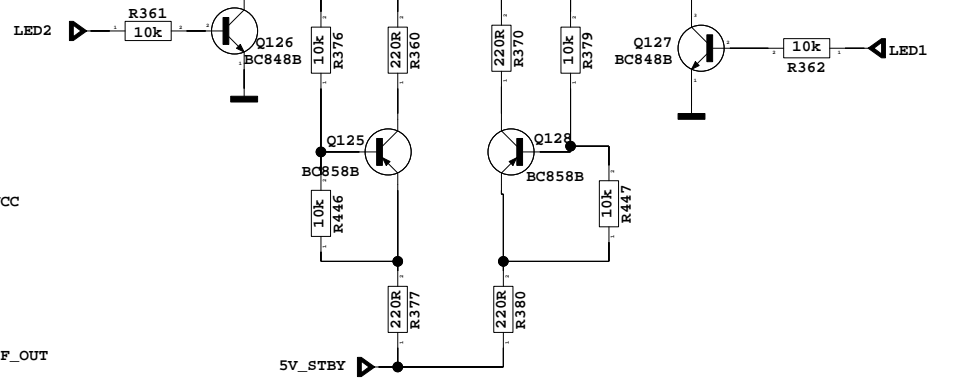 R361
LED2
10k
Q126
BC848B
10k
R376
220R
R360
220R
R370
10k
R379
Q127
BC848B
10k
R362
LED1
Q125
BC858B
Q128
BC858B
10k
R446
10k
R447
CC
220R
R377
220R
R380
F_OUT
5V_STBY